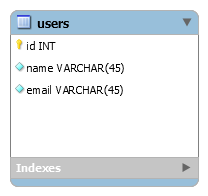 users
id INT
name VARCHAR(45)
email VARCHAR(45)
Indexes